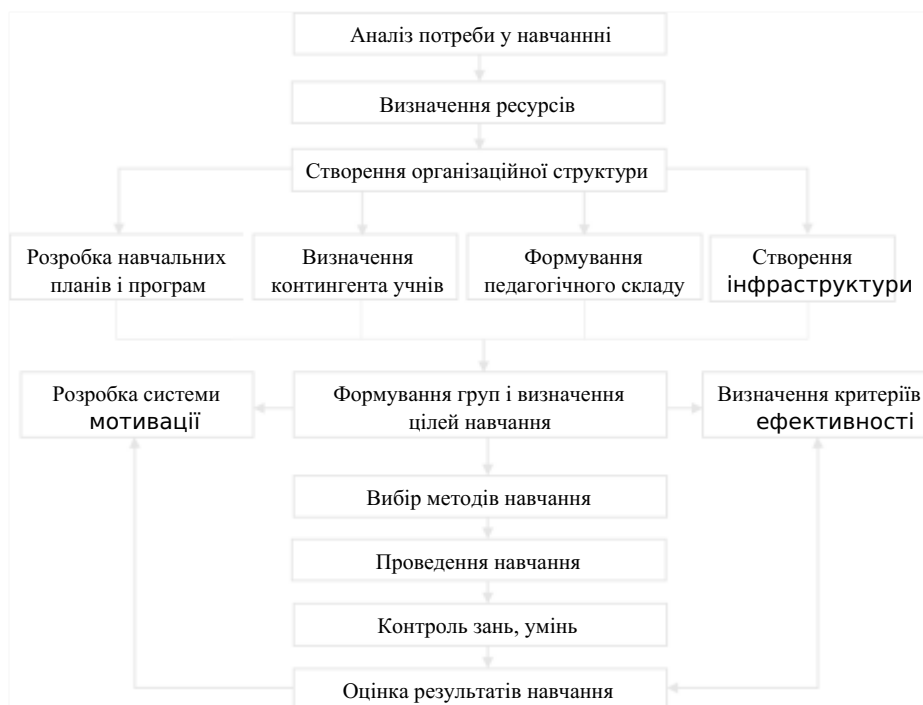 Аналіз потреби у навчаннні
Визначення ресурсів
Створення організаційної структури
Розробка навчальних
планів і програм
Визначення
контингента учнів
Формування
педагогічного складу
Створення
інфраструктури
Розробка системи
мотивації
Формування груп і визначення
цілей навчання
Визначення критеріїв
ефективності
Вибір методів навчання
Проведення навчання
Контроль зань, умінь
Оцінка результатів навчання